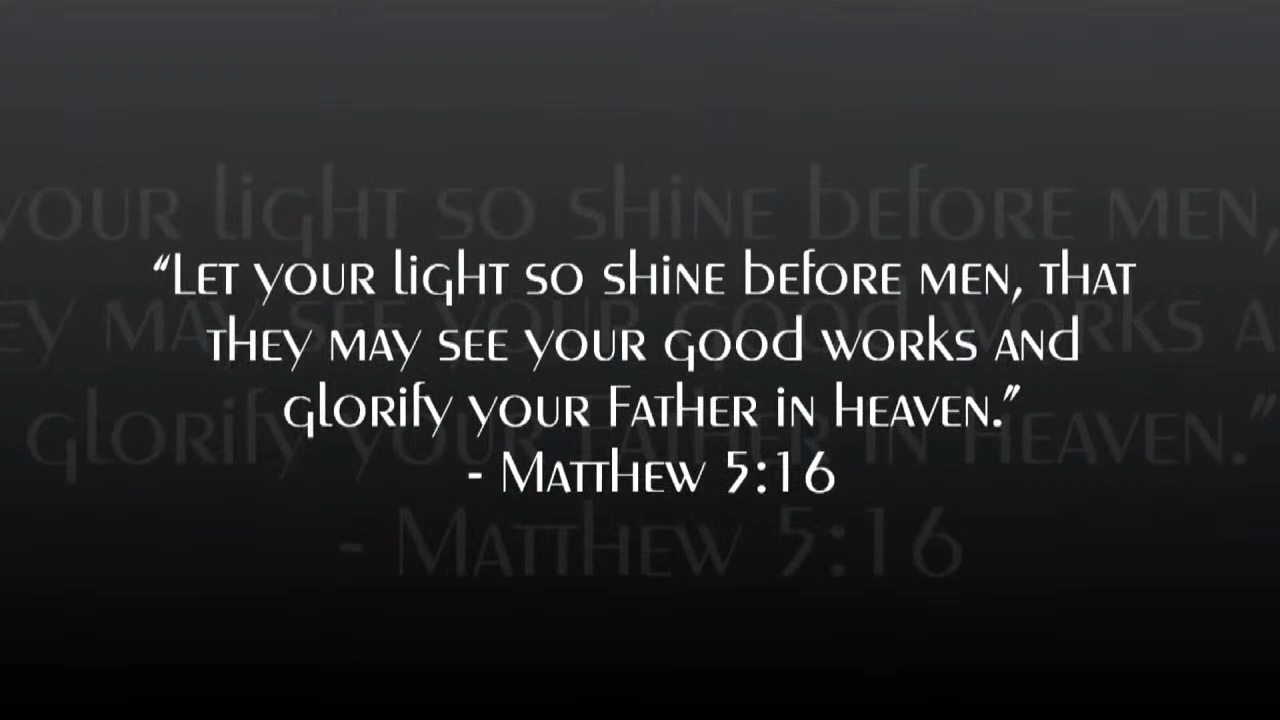 “Let your light so shine before men, that
they may see your good works and
glorify your Father in heaven.”
- Matthew 5:16